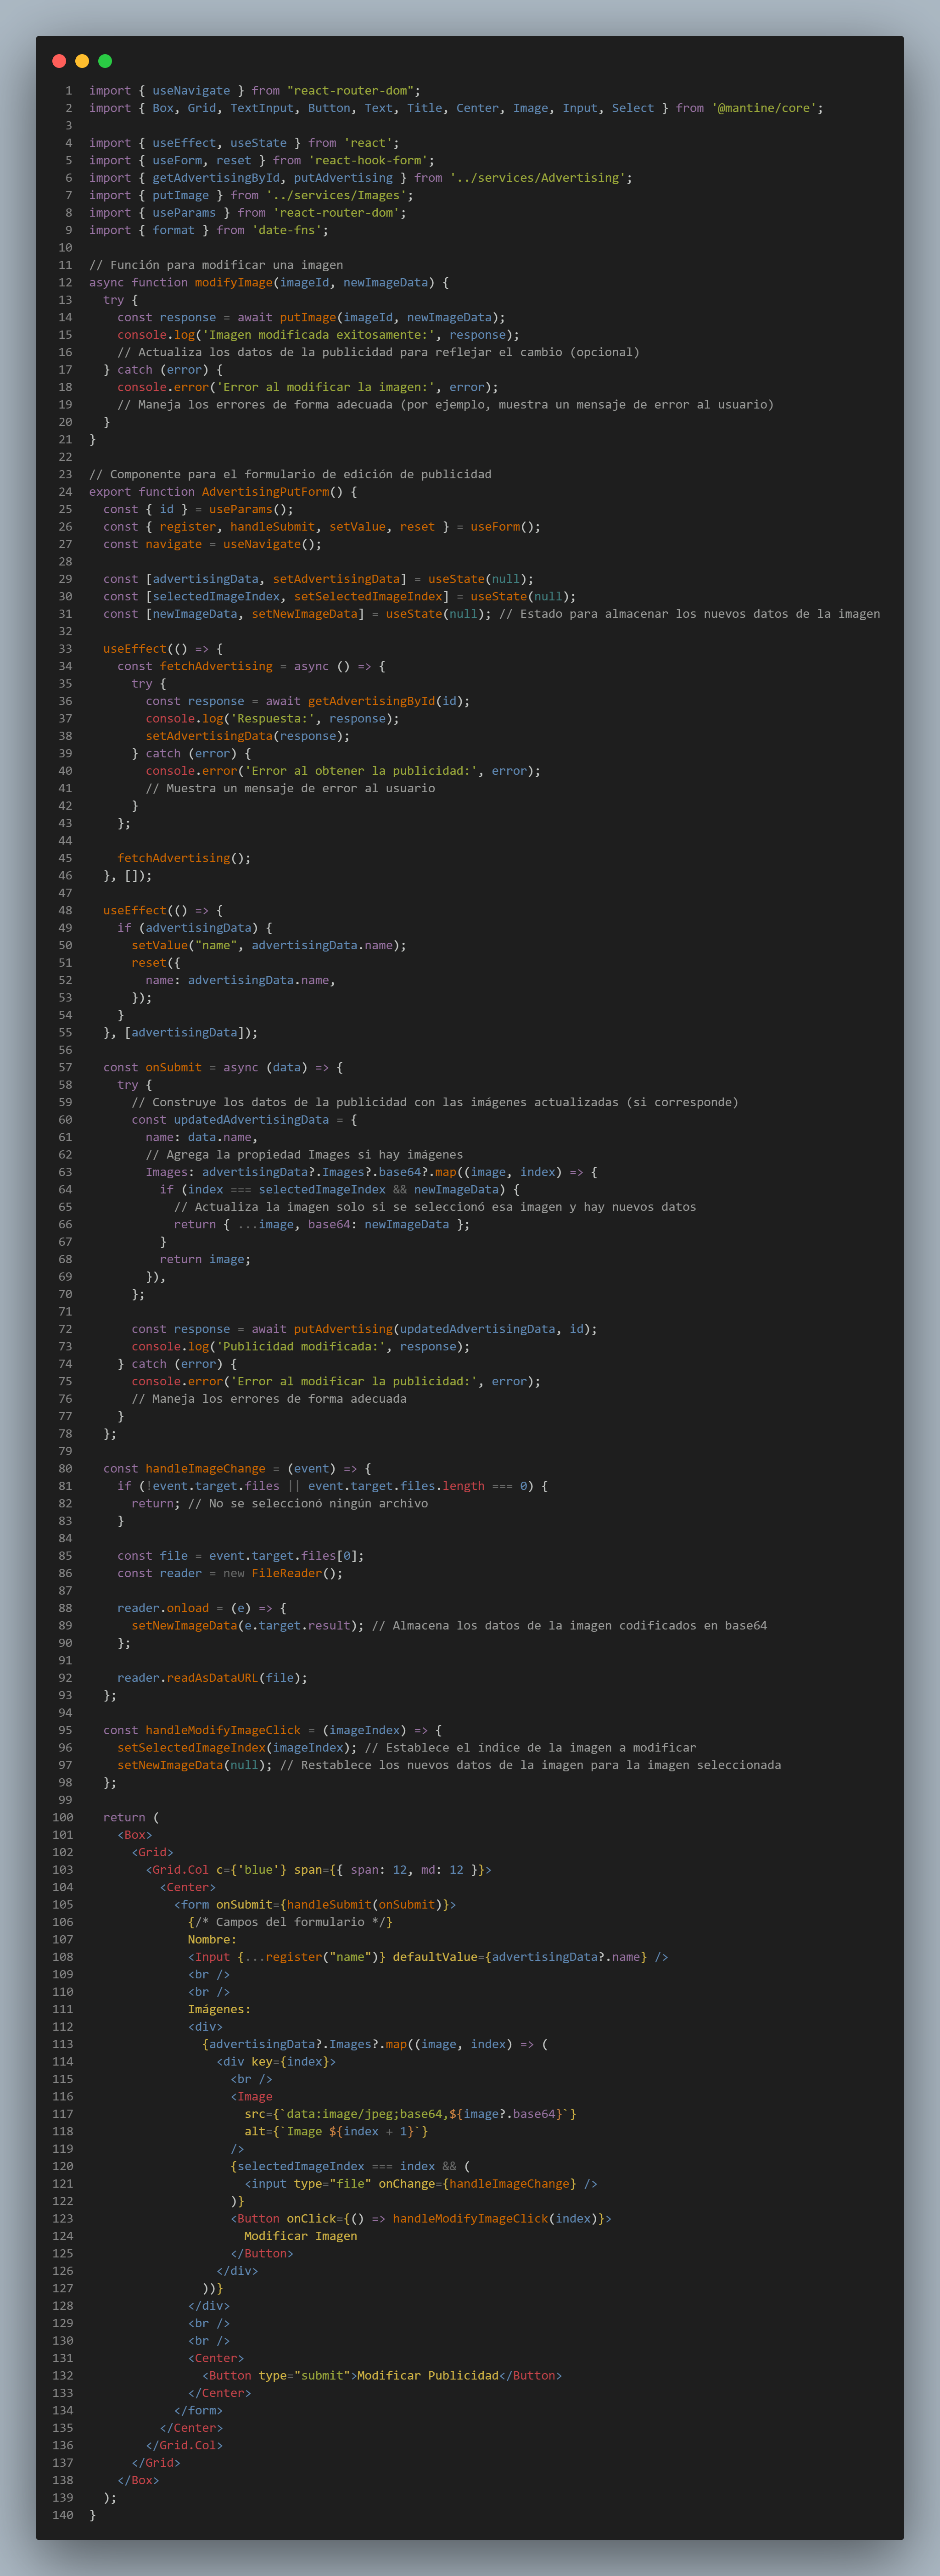 1 import { useNavigate } from "react-router-dom";
2 import { Box, Grid, TextInput, Button, Text, Title, Center, Image, Input, Select } from '@mantine/core';
3
4 import { useEffect, useState } from 'react';
5 import { useForm, reset } from 'react-hook-form';
6 import { getAdvertisingById, putAdvertising } from '../services/Advertising';
7 import { putImage } from '../services/Images';
8 import { useParams } from 'react-router-dom';
9 import { format } from 'date-fns';
10
11 // Función para modificar una imagen
12 async function modifyImage(imageId, newImageData) {
13   try {
14     const response = await putImage(imageId, newImageData);
15     console.log('Imagen modificada exitosamente:', response);
16     // Actualiza los datos de la publicidad para reflejar el cambio (opcional)
17   } catch (error) {
18     console.error('Error al modificar la imagen:', error);
19     // Maneja los errores de forma adecuada (por ejemplo, muestra un mensaje de error al usuario)
20   }
21 }
22
23 // Componente para el formulario de edición de publicidad
24 export function AdvertisingPutForm() {
25   const { id } = useParams();
26   const { register, handleSubmit, setValue, reset } = useForm();
27   const navigate = useNavigate();
28
29   const [advertisingData, setAdvertisingData] = useState(null);
30   const [selectedImageIndex, setSelectedImageIndex] = useState(null);
31   const [newImageData, setNewImageData] = useState(null); // Estado para almacenar los nuevos datos de la imagen
32
33   useEffect(() => {
34     const fetchAdvertising = async () => {
35       try {
36         const response = await getAdvertisingById(id);
37         console.log('Respuesta:', response);
38         setAdvertisingData(response);
39       } catch (error) {
40         console.error('Error al obtener la publicidad:', error);
41         // Muestra un mensaje de error al usuario
42       }
43     };
44
45     fetchAdvertising();
46   }, []);
47
48   useEffect(() => {
49     if (advertisingData) {
50       setValue("name", advertisingData.name);
51       reset({
52         name: advertisingData.name,
53       });
54     }
55   }, [advertisingData]);
56
57   const onSubmit = async (data) => {
58     try {
59       // Construye los datos de la publicidad con las imágenes actualizadas (si corresponde)
60       const updatedAdvertisingData = {
61         name: data.name,
62         // Agrega la propiedad Images si hay imágenes
63         Images: advertisingData?.Images?.base64?.map((image, index) => {
64           if (index === selectedImageIndex && newImageData) {
65             // Actualiza la imagen solo si se seleccionó esa imagen y hay nuevos datos
66             return { ...image, base64: newImageData };
67           }
68           return image;
69         }),
70       };
71
72       const response = await putAdvertising(updatedAdvertisingData, id);
73       console.log('Publicidad modificada:', response);
74     } catch (error) {
75       console.error('Error al modificar la publicidad:', error);
76       // Maneja los errores de forma adecuada
77     }
78   };
79
80   const handleImageChange = (event) => {
81     if (!event.target.files || event.target.files.length === 0) {
82       return; // No se seleccionó ningún archivo
83     }
84
85     const file = event.target.files[0];
86     const reader = new FileReader();
87
88     reader.onload = (e) => {
89       setNewImageData(e.target.result); // Almacena los datos de la imagen codificados en base64
90     };
91
92     reader.readAsDataURL(file);
93   };
94
95   const handleModifyImageClick = (imageIndex) => {
96     setSelectedImageIndex(imageIndex); // Establece el índice de la imagen a modificar
97     setNewImageData(null); // Restablece los nuevos datos de la imagen para la imagen seleccionada
98   };
99
100   return (
101     <Box>
102       <Grid>
103         <Grid.Col c={'blue'} span={{ span: 12, md: 12 }}>
104           <Center>
105             <form onSubmit={handleSubmit(onSubmit)}>
106               {/* Campos del formulario */}
107               Nombre:
108               <Input {...register("name")} defaultValue={advertisingData?.name} />
109               <br />
110               <br />
111               Imágenes:
112               <div>
113                 {advertisingData?.Images?.map((image, index) => (
114                   <div key={index}>
115                     <br />
116                     <Image
117                       src={`data:image/jpeg;base64,${image?.base64}`}
118                       alt={`Image ${index + 1}`}
119                     />
120                     {selectedImageIndex === index && (
121                       <input type="file" onChange={handleImageChange} />
122                     )}
123                     <Button onClick={() => handleModifyImageClick(index)}>
124                       Modificar Imagen
125                     </Button>
126                   </div>
127                 ))}
128               </div>
129               <br />
130               <br />
131               <Center>
132                 <Button type="submit">Modificar Publicidad</Button>
133               </Center>
134             </form>
135           </Center>
136         </Grid.Col>
137       </Grid>
138     </Box>
139   );
140 }